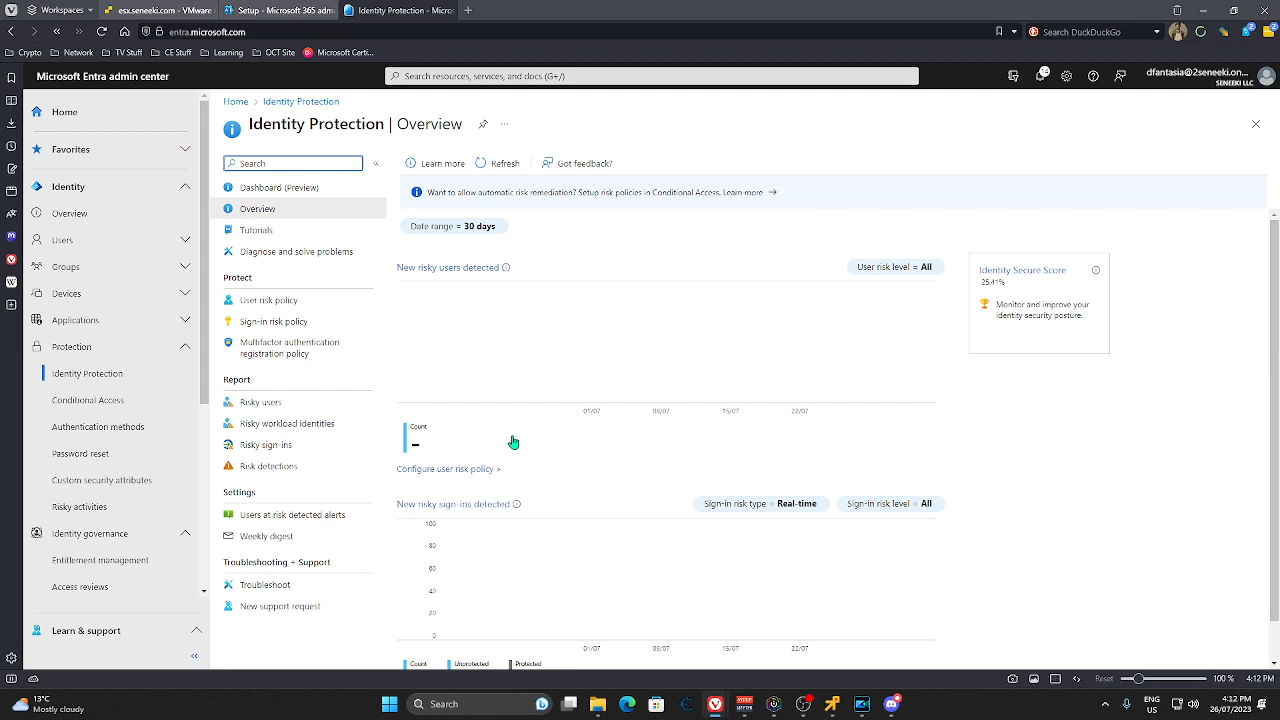 Workspaces
esx.seneeki.com - VMware
Setup - Microsoft 365 adm
Identity Protection - Micro
entra.microsoft.com
Search DuckDuckGo
Crypto
Network
TV Stuff
CE Stuff
Learning
OCT Site
Microsoft Certi...
Microsoft Entra admin center
Search resources, services, and docs (G+/)
dfantasia@2seneeki.on...
SENEEKI LLC
Home
Favorites
Identity
Overview
Users
Groups
Devices
Applications
Protection
Identity Protection
Conditional Access
Authentication methods
Password reset
Custom security attributes
Risky activities
Identity governance
Entitlement management
Access reviews
Learn & support
Home > Identity Protection
Identity Protection | Overview
Search
Dashboard (Preview)
Overview
Tutorials
Diagnose and solve problems
Protect
User risk policy
Sign-in risk policy
Multifactor authentication
registration policy
Report
Risky users
Risky workload identities
Risky sign-ins
Risk detections
Settings
Users at risk detected alerts
Weekly digest
Troubleshooting + Support
Troubleshoot
New support request
Learn more
Refresh
Got feedback?
Want to allow automatic risk remediation? Setup risk policies in Conditional Access. Learn more →
Date range = 30 days
New risky users detected
User risk level = All
01/07
08/07
15/07
22/07
Count
–
Configure user risk policy >
New risky sign-ins detected
Sign-in risk type = Real-time
Sign-in risk level = All
100
80
60
40
20
0
01/07
08/07
15/07
22/07
Count
Unprotected
Protected
Identity Secure Score
25.41%
Monitor and improve your
identity security posture.
Reset
100 %
4:12 PM
13°C
Mostly cloudy
Search
ENG
US
4:12 PM
26/07/2023